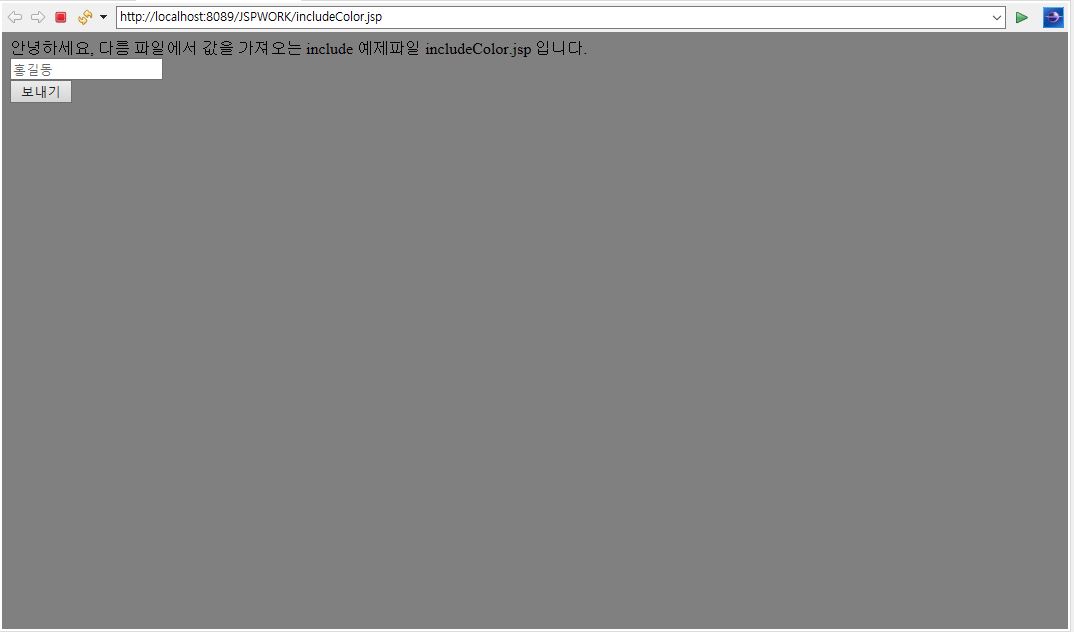 http://localhost:8089/JSPWORK/includeColor.jsp
안녕하세요, 다름 파일에서 값을 가져오는 include 예제파일 includeColor.jsp 입니다.
홍길동
보내기